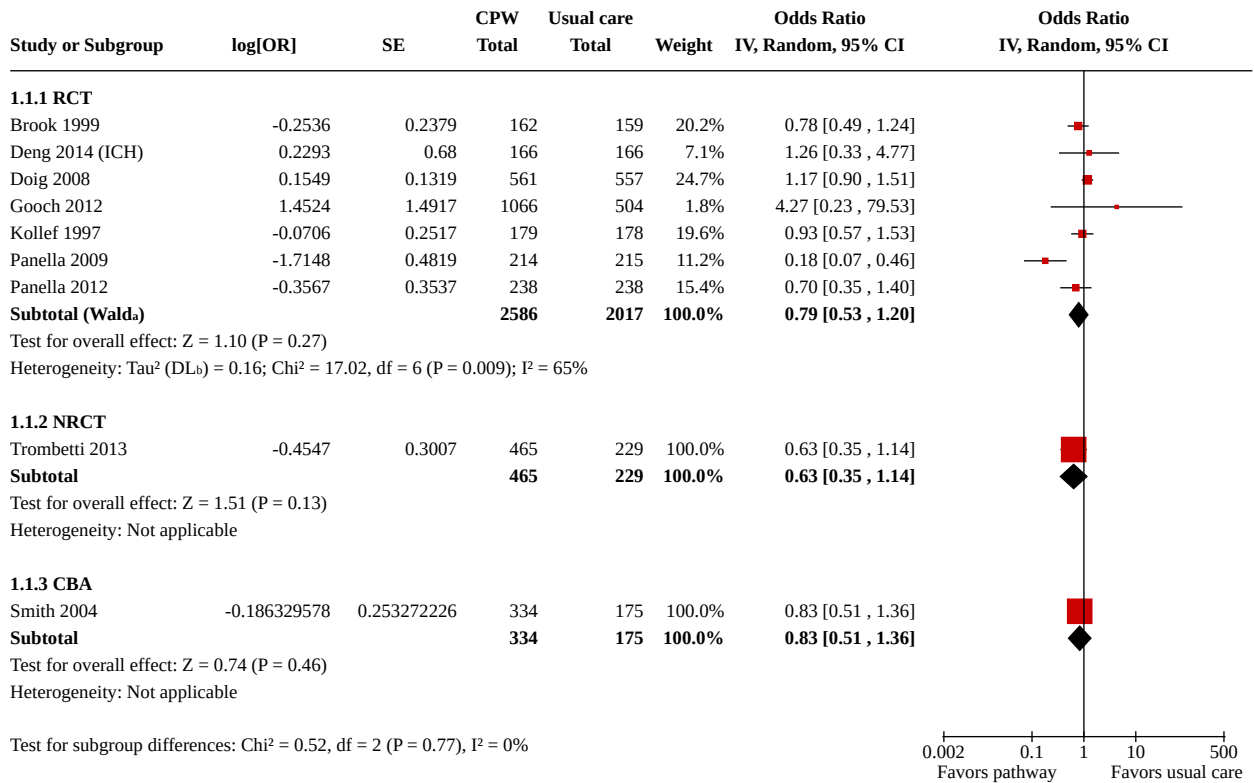 CPW Usual care Odds Ratio Odds Ratio
Study or Subgroup log[OR] SE Total Total Weight IV, Random, 95% CI IV, Random, 95% CI
1.1.1 RCT
Brook 1999 -0.2536 0.2379 162 159 20.2% 0.78 [0.49 , 1.24]
Deng 2014 (ICH) 0.2293 0.68 166 166 7.1% 1.26 [0.33 , 4.77]
Doig 2008 0.1549 0.1319 561 557 24.7% 1.17 [0.90 , 1.51]
Gooch 2012 1.4524 1.4917 1066 504 1.8% 4.27 [0.23 , 79.53]
Kollef 1997 -0.0706 0.2517 179 178 19.6% 0.93 [0.57 , 1.53]
Panella 2009 -1.7148 0.4819 214 215 11.2% 0.18 [0.07 , 0.46]
Panella 2012 -0.3567 0.3537 238 238 15.4% 0.70 [0.35 , 1.40]
Subtotal (Waldₐ) 2586 2017 100.0% 0.79 [0.53 , 1.20]
Test for overall effect: Z = 1.10 (P = 0.27)
Heterogeneity: Tau² (DLb) = 0.16; Chi² = 17.02, df = 6 (P = 0.009); I² = 65%
1.1.2 NRCT
Trombetti 2013 -0.4547 0.3007 465 229 100.0% 0.63 [0.35 , 1.14]
Subtotal 465 229 100.0% 0.63 [0.35 , 1.14]
Test for overall effect: Z = 1.51 (P = 0.13)
Heterogeneity: Not applicable
1.1.3 CBA
Smith 2004 -0.186329578 0.253272226 334 175 100.0% 0.83 [0.51 , 1.36]
Subtotal 334 175 100.0% 0.83 [0.51 , 1.36]
Test for overall effect: Z = 0.74 (P = 0.46)
Heterogeneity: Not applicable
Test for subgroup differences: Chi² = 0.52, df = 2 (P = 0.77), I² = 0%
0.002 0.1 1 10 500
Favors pathway Favors usual care